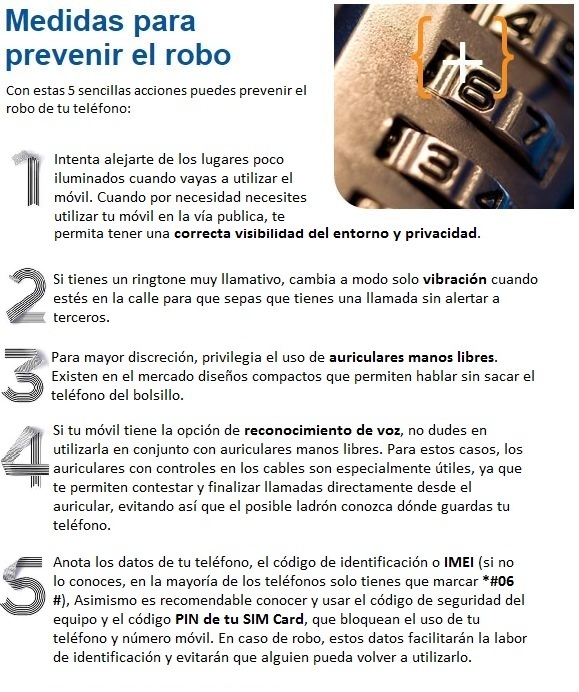 Medidas para
prevenir el robo
Con estas 5 sencillas acciones puedes prevenir el
robo de tu teléfono:
1
Intenta alejarte de los lugares poco
iluminados cuando vayas a utilizar el
móvil. Cuando por necesidad necesites
utilizar tu móvil en la vía publica, te
permita tener una correcta visibilidad del entorno y privacidad.
2
Si tienes un ringtone muy llamativo, cambia a modo solo vibración cuando
estés en la calle para que sepas que tienes una llamada sin alertar a
terceros.
3
Para mayor discreción, privilegia el uso de auriculares manos libres.
Existen en el mercado diseños compactos que permiten hablar sin sacar el
teléfono del bolsillo.
4
Si tu móvil tiene la opción de reconocimiento de voz, no dudes en
utilizarla en conjunto con auriculares manos libres. Para estos casos, los
auriculares con controles en los cables son especialmente útiles, ya que
te permiten contestar y finalizar llamadas directamente desde el
auricular, evitando así que el posible ladrón conozca dónde guardas tu
teléfono.
5
Anota los datos de tu teléfono, el código de identificación o IMEI (si no
lo conoces, en la mayoría de los teléfonos solo tienes que marcar *#06
#), Asimismo es recomendable conocer y usar el código de seguridad del
equipo y el código PIN de tu SIM Card, que bloquean el uso de tu
teléfono y número móvil. En caso de robo, estos datos facilitarán la labor
de identificación y evitarán que alguien pueda volver a utilizarlo.